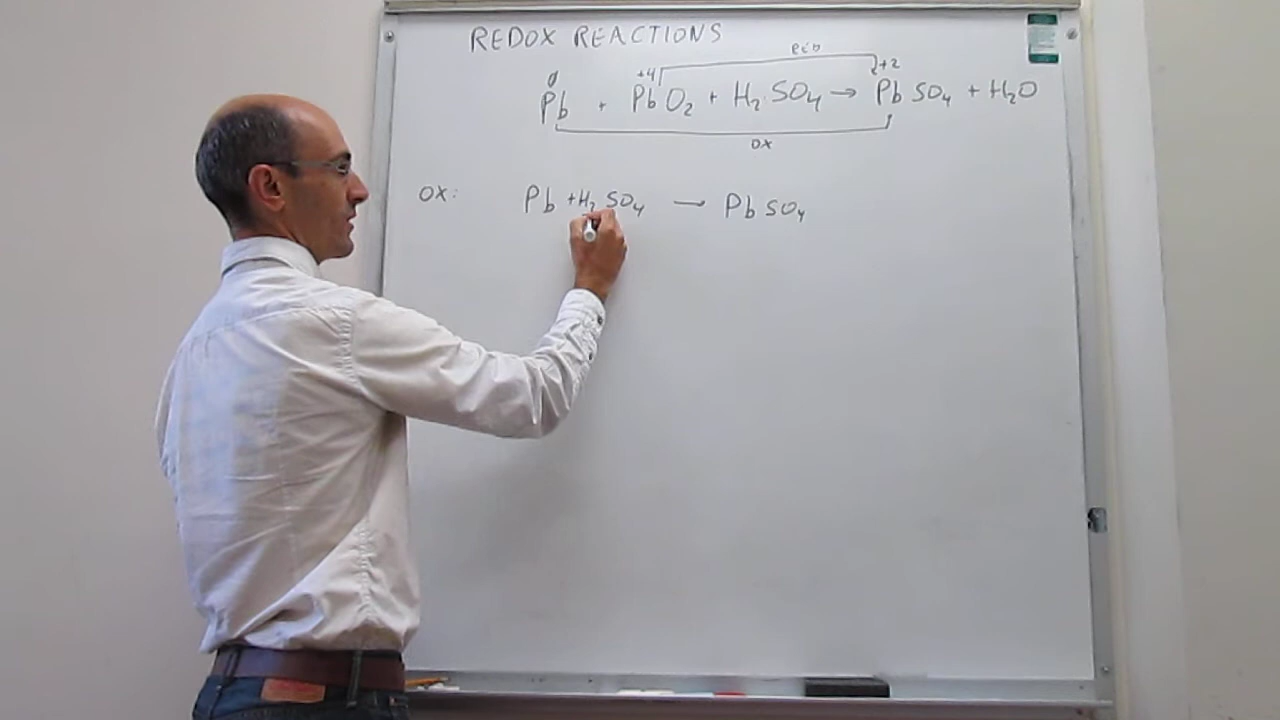 REDOX REACTIONS
RED
0 +4 +2
Pb + PbO₂ + H₂SO₄ → PbSO₄ + H₂O
OX
OX: Pb + H₂SO₄ → PbSO₄